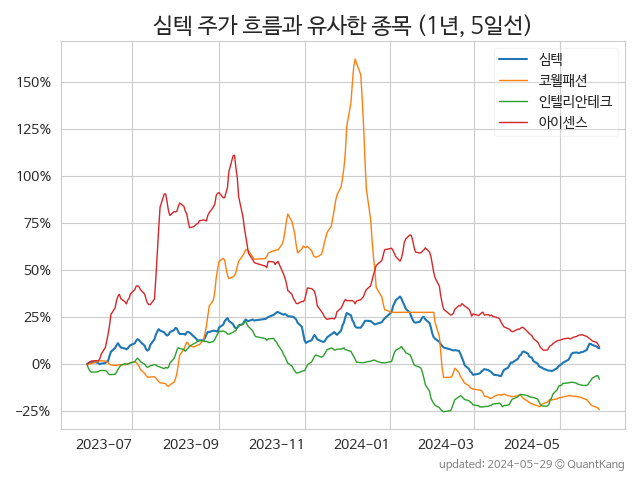 심텍 주가 흐름과 유사한 종목 (1년, 5일선)
심텍
코웰패션
인텔리안테크
아이센스
150%
125%
100%
75%
50%
25%
0%
−25%
2023-07 2023-09 2023-11 2024-01 2024-03 2024-05
updated: 2024-05-29 © QuantKang